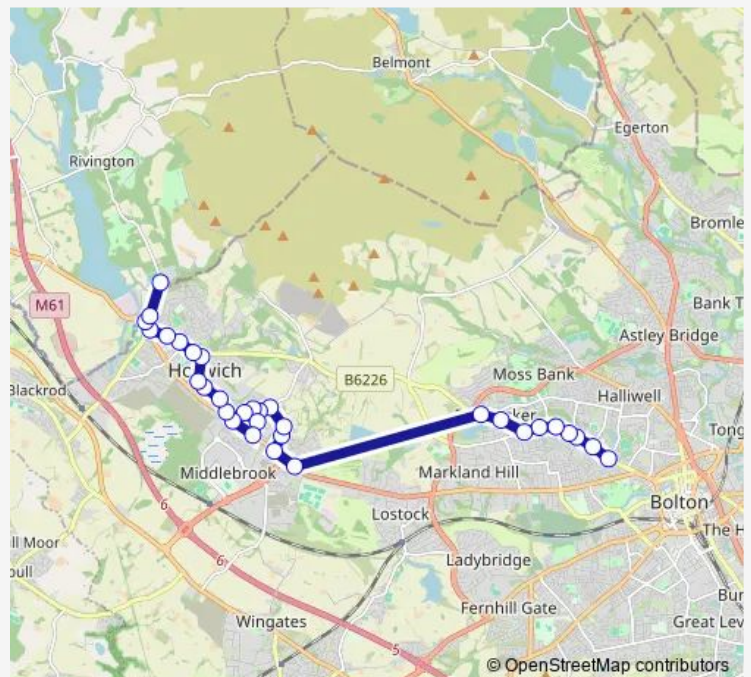 Belmont
Egerton
Rivington
Bromle
M61
Bank T
Astley Bridge
Horwich
B6226
Moss Bank
Halliwell
Blackrod
Tong
Middlebrook
Markland Hill
6
Lostock
Bolton
The H
ll Moor
6
Ladybridge
oull
Bur
Wingates
Fernhill Gate
Great Lev
5
© OpenStreetMap contributors